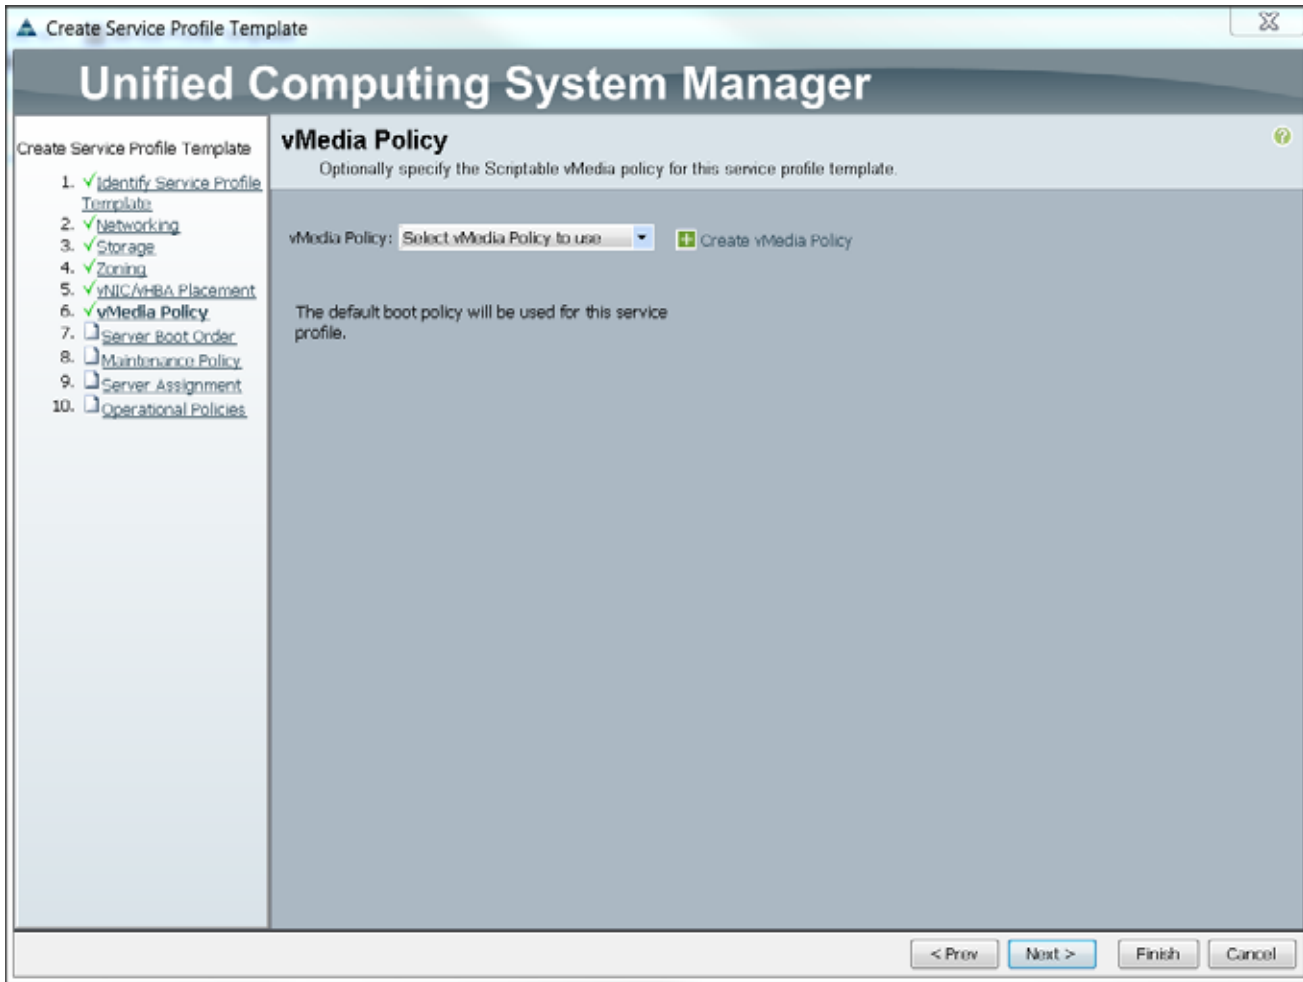 Create Service Profile Template
Unified Computing System Manager
Create Service Profile Template
1. Identify Service Profile
Template
2. Networking
3. Storage
4. Zoning
5. vNIC/vHBA Placement
6. vMedia Policy
7. Server Boot Order
8. Maintenance Policy
9. Server Assignment
10. Operational Policies
vMedia Policy
Optionally specify the Scriptable vMedia policy for this service profile template.
vMedia Policy: Select vMedia Policy to use Create vMedia Policy
The default boot policy will be used for this service
profile.
< Prev Next > Finish Cancel